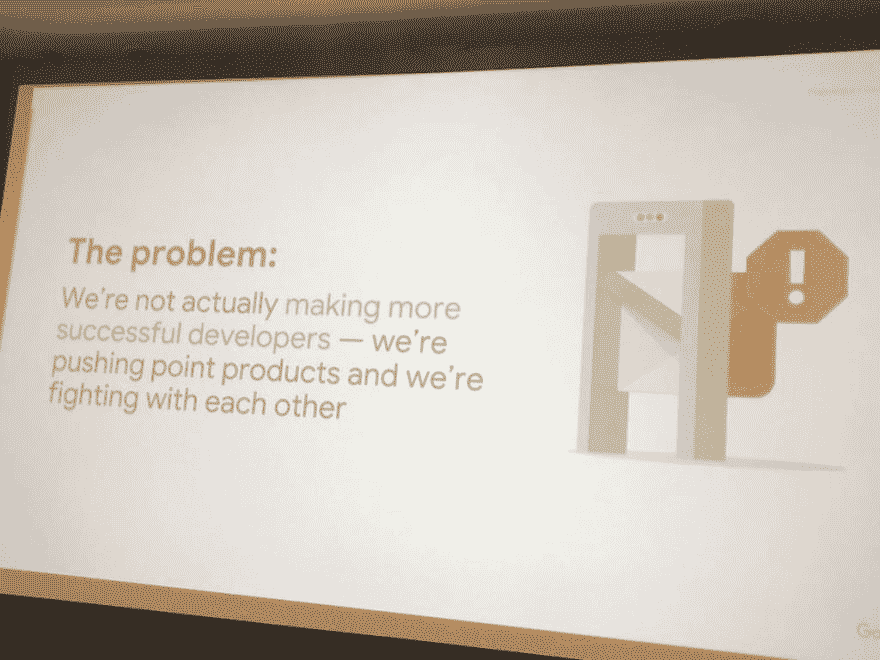 The problem:
We're not actually making more
successful developers — we're
pushing point products and we're
fighting with each other